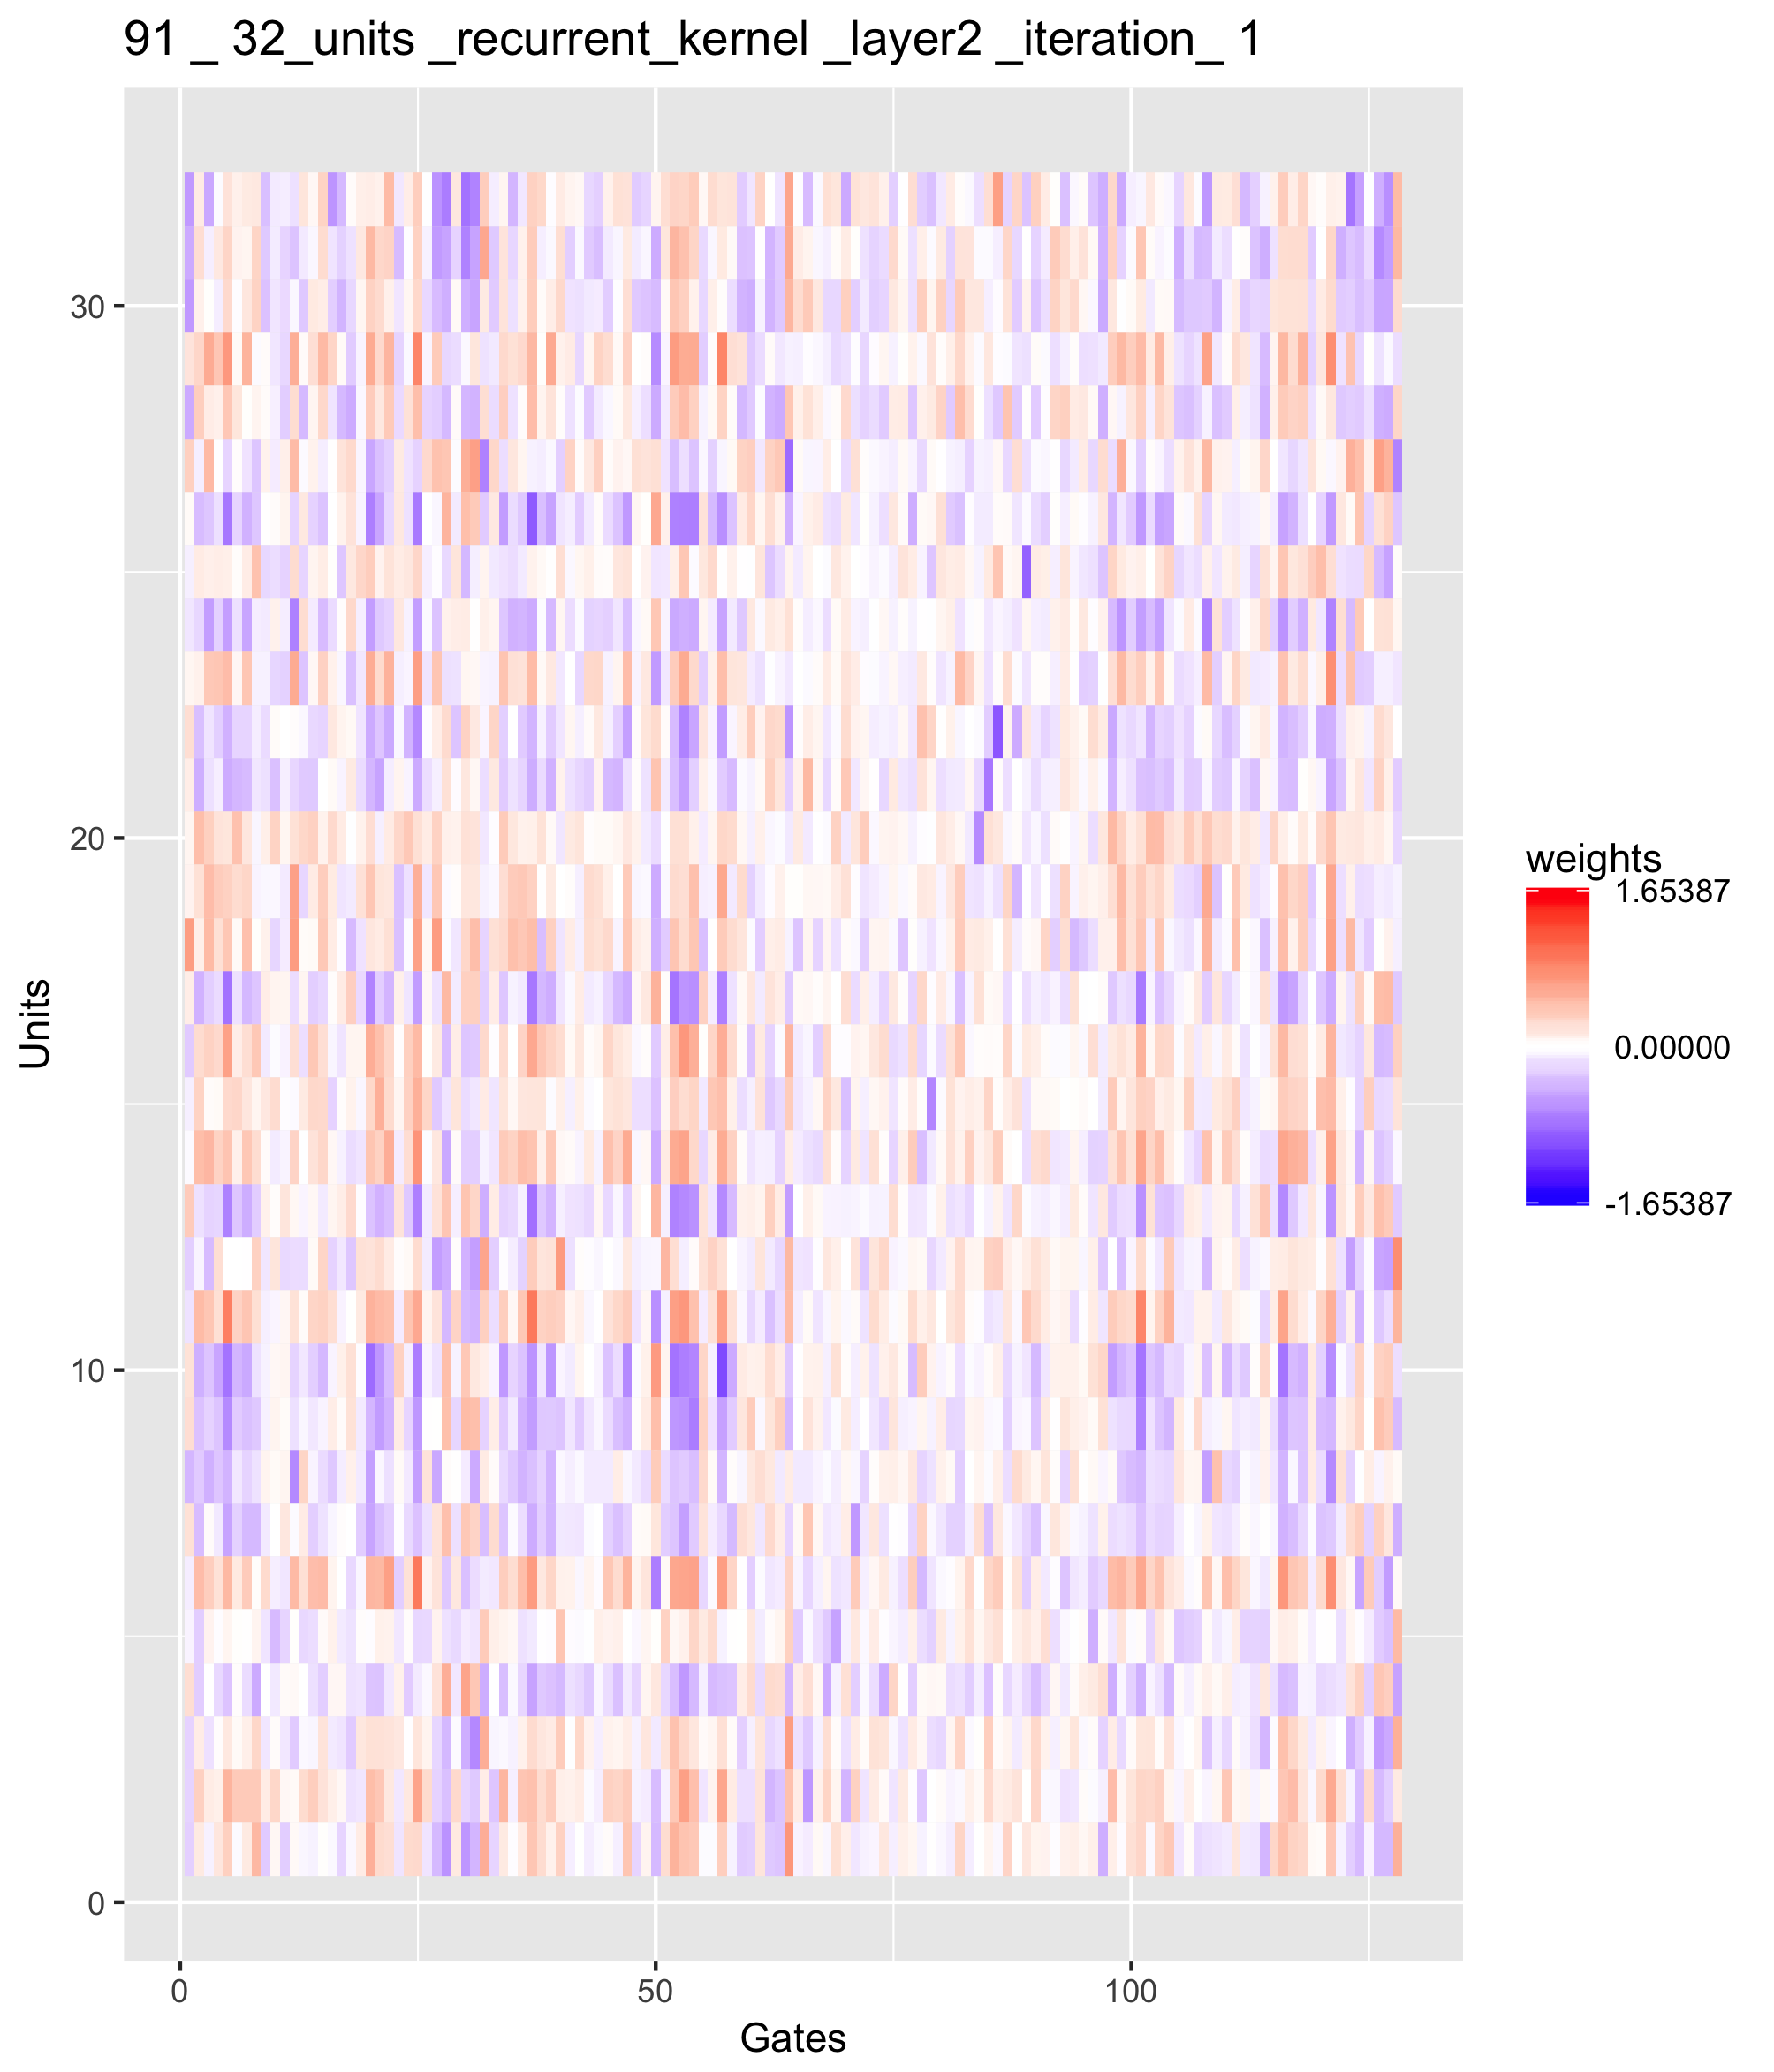 91 _ 32_units _recurrent_kernel _layer2 _iteration_ 1
30
20
10
0
Units
0 50 100
Gates
weights
1.65387
0.00000
-1.65387